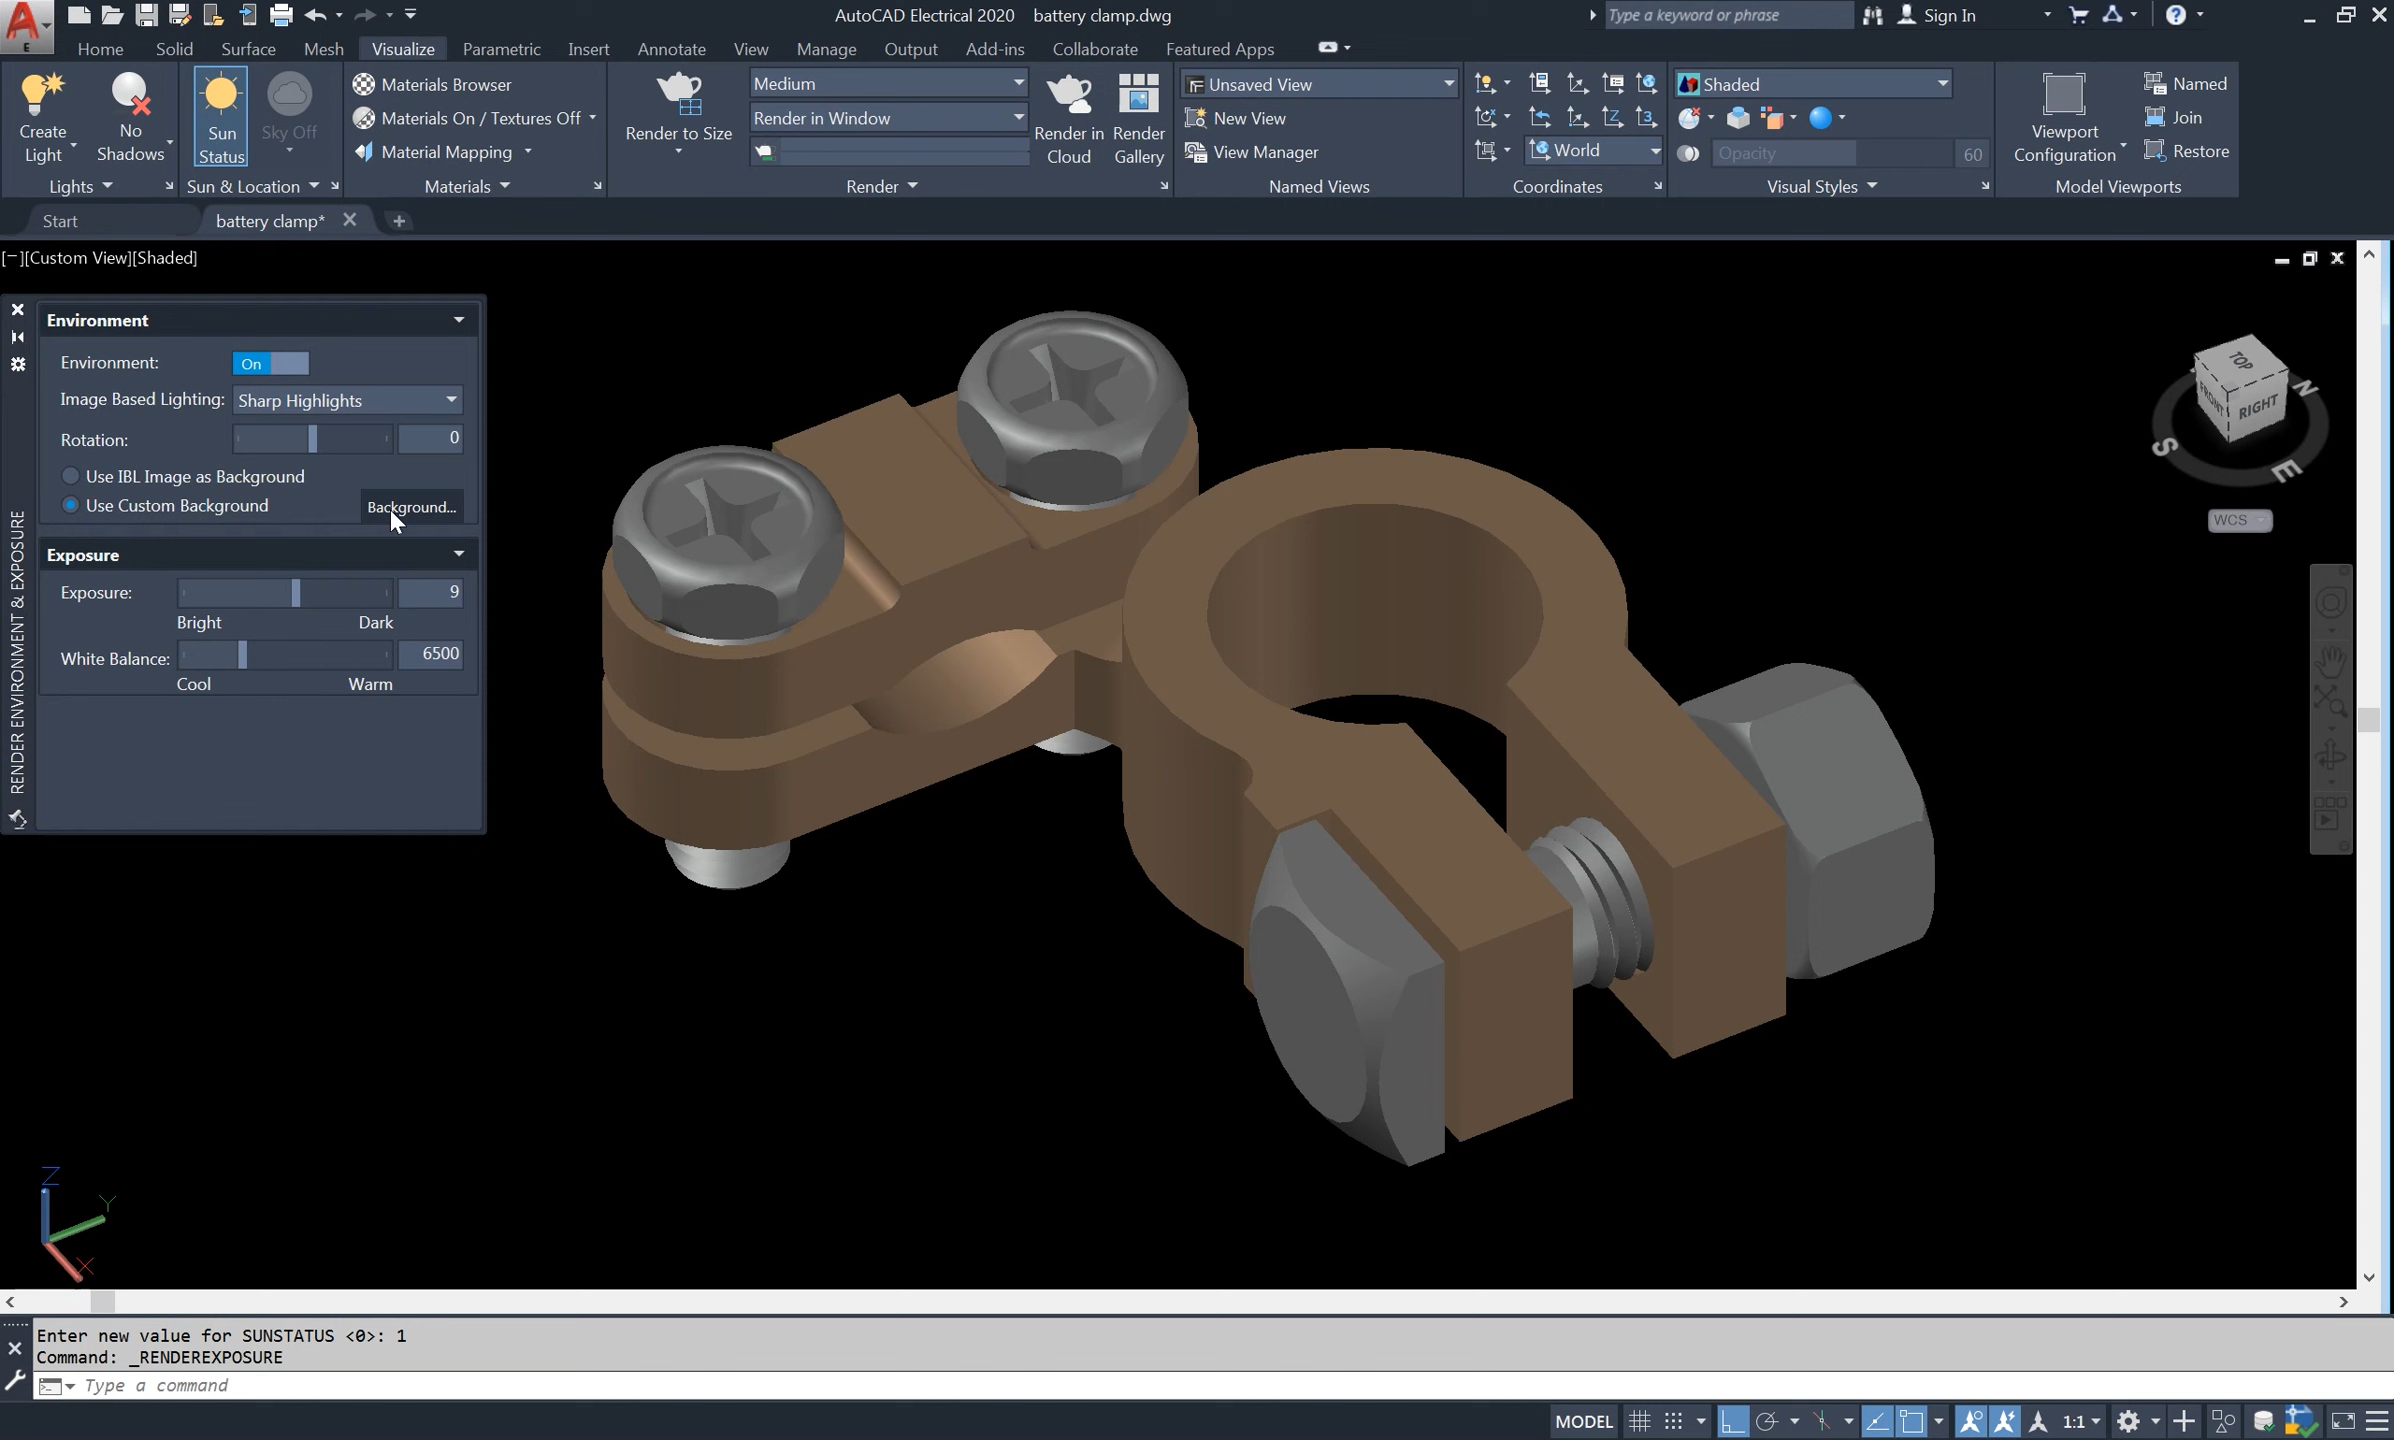 AutoCAD Electrical 2020 battery clamp.dwg
Type a keyword or phrase
Sign In
E
Home Solid Surface Mesh Visualize Parametric Insert Annotate View Manage Output Add-ins Collaborate Featured Apps
Create Light
No Shadows
Lights
Sun Status
Sky Off
Sun & Location
Materials Browser
Materials On / Textures Off
Material Mapping
Materials
Render to Size
Medium
Render in Window
Render in Cloud
Render Gallery
Render
Unsaved View
New View
View Manager
Named Views
World
Coordinates
Shaded
Opacity 60
Visual Styles
Viewport Configuration
Named
Join
Restore
Model Viewports
Start
battery clamp*
[−][Custom View][Shaded]
Environment
Environment: On
Image Based Lighting: Sharp Highlights
Rotation: 0
Use IBL Image as Background
Use Custom Background
Background...
Exposure
Exposure: 9
Bright Dark
White Balance: 6500
Cool Warm
RENDER ENVIRONMENT & EXPOSURE
TOP
FRONT
RIGHT
N
S
E
WCS
Z
Y
X
Enter new value for SUNSTATUS <0>: 1
Command: _RENDEREXPOSURE
Type a command
MODEL
1:1